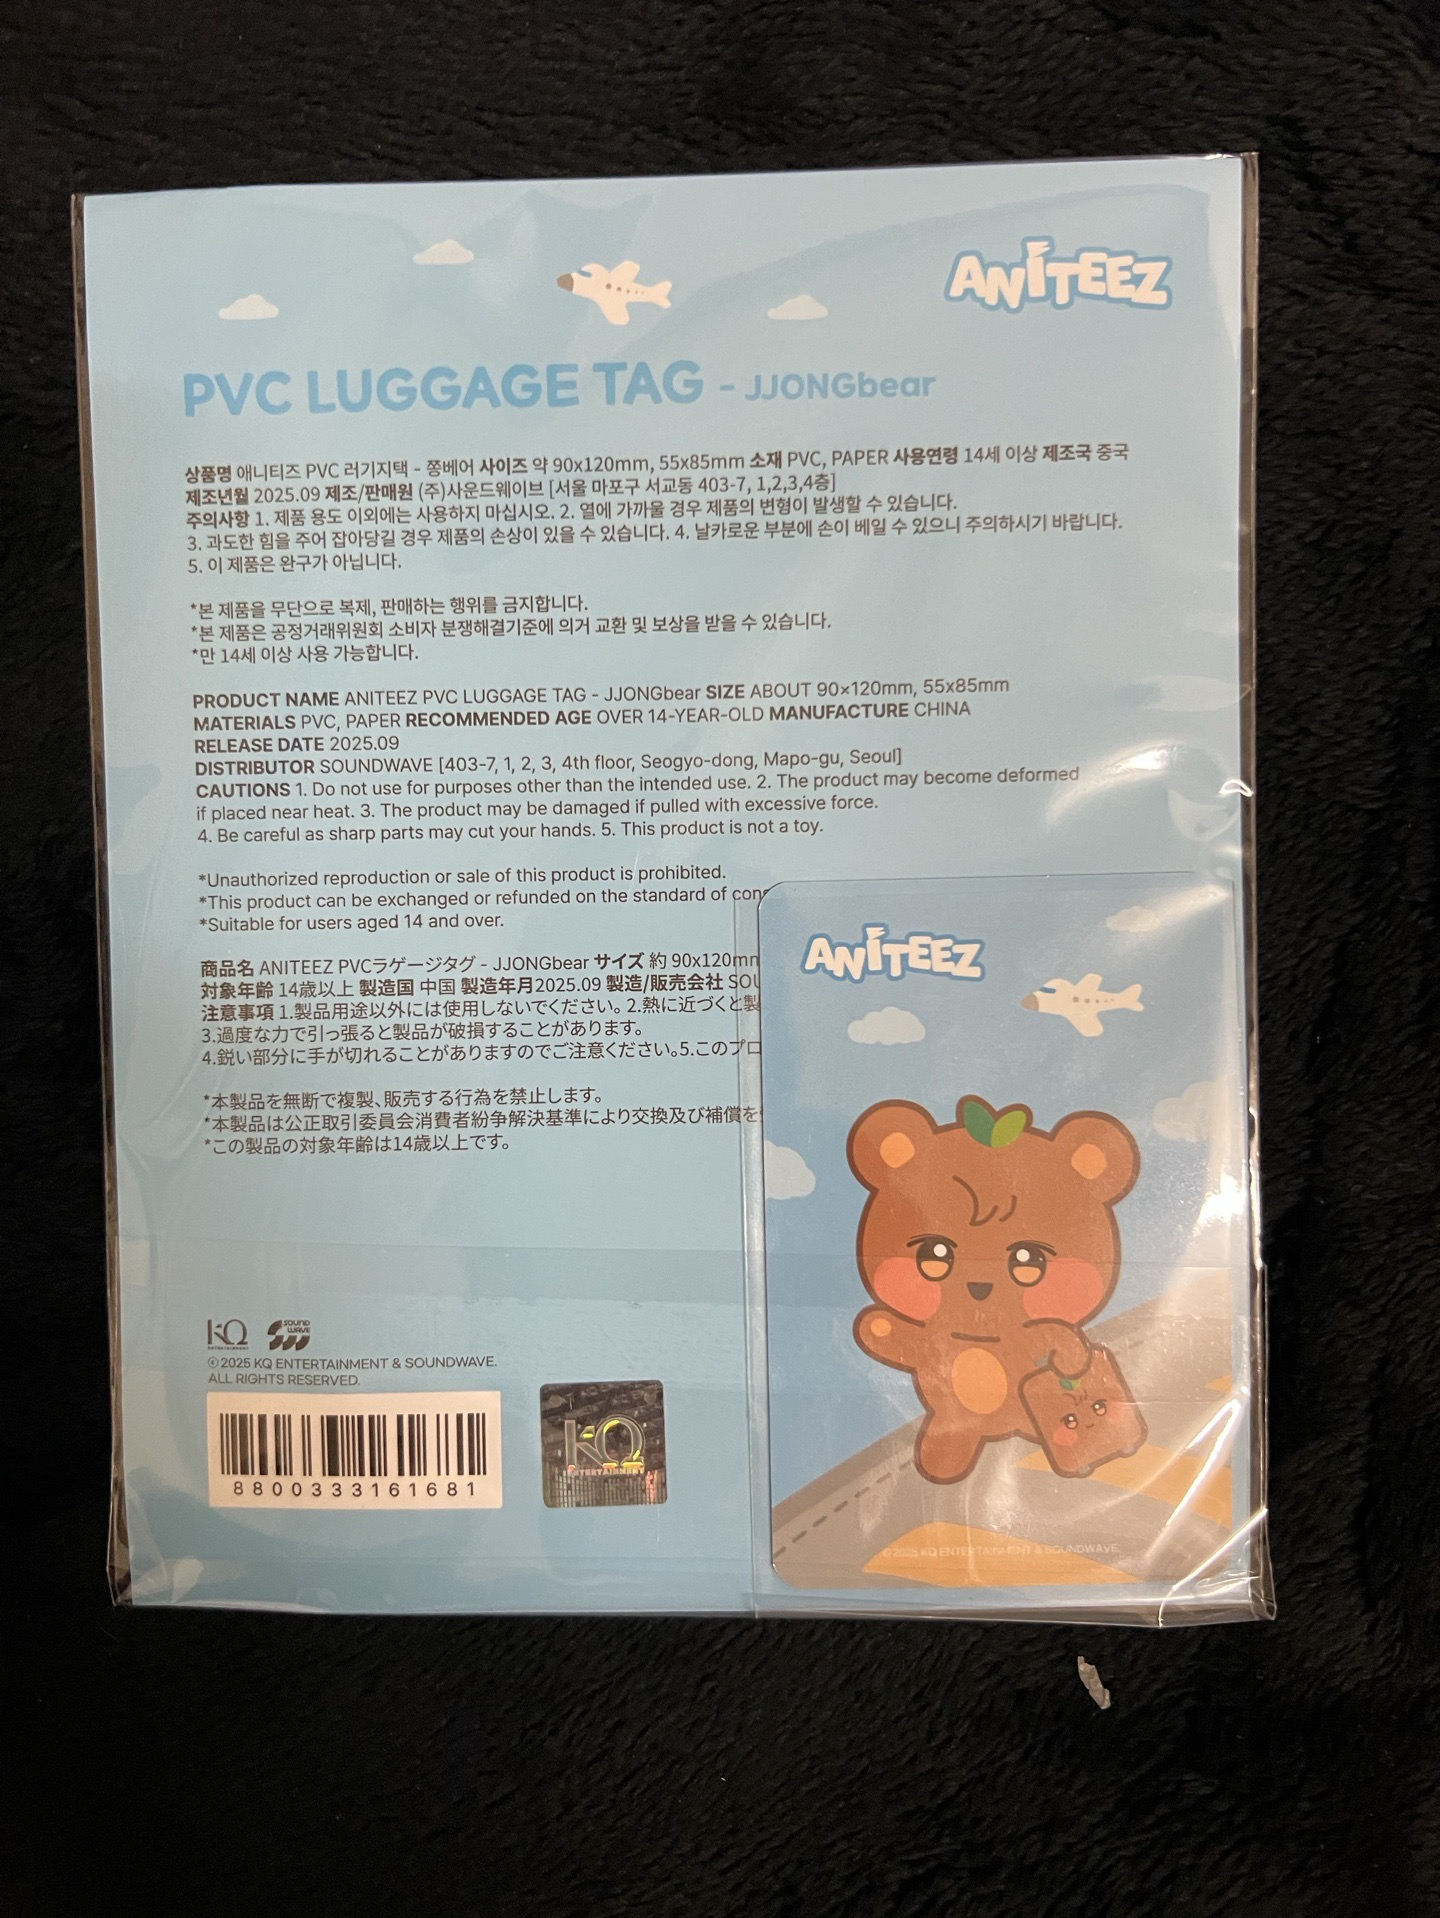 ANITEEZ
PVC LUGGAGE TAG - JJONGbear
상품명 애니티즈 PVC 러기지택 - 쫑베어 사이즈 약 90x120mm, 55x85mm 소재 PVC, PAPER 사용연령 14세 이상 제조국 중국
제조년월 2025.09 제조/판매원 (주)사운드웨이브 [서울 마포구 서교동 403-7, 1,2,3,4층]
주의사항 1. 제품 용도 이외에는 사용하지 마십시오. 2. 열에 가까울 경우 제품의 변형이 발생할 수 있습니다.
3. 과도한 힘을 주어 잡아당길 경우 제품의 손상이 있을 수 있습니다. 4. 날카로운 부분에 손이 베일 수 있으니 주의하시기 바랍니다.
5. 이 제품은 완구가 아닙니다.
*본 제품을 무단으로 복제, 판매하는 행위를 금지합니다.
*본 제품은 공정거래위원회 소비자 분쟁해결기준에 의거 교환 및 보상을 받을 수 있습니다.
*만 14세 이상 사용 가능합니다.
PRODUCT NAME ANITEEZ PVC LUGGAGE TAG - JJONGbear SIZE ABOUT 90×120mm, 55x85mm
MATERIALS PVC, PAPER RECOMMENDED AGE OVER 14-YEAR-OLD MANUFACTURE CHINA
RELEASE DATE 2025.09
DISTRIBUTOR SOUNDWAVE [403-7, 1, 2, 3, 4th floor, Seogyo-dong, Mapo-gu, Seoul]
CAUTIONS 1. Do not use for purposes other than the intended use. 2. The product may become deformed
if placed near heat. 3. The product may be damaged if pulled with excessive force.
4. Be careful as sharp parts may cut your hands. 5. This product is not a toy.
*Unauthorized reproduction or sale of this product is prohibited.
*This product can be exchanged or refunded on the standard of
*Suitable for users aged 14 and over.
商品名 ANITEEZ PVCラゲージタグ - JJONGbear サイズ 約 90x120mm
対象年齢 14歳以上 製造国 中国 製造年月2025.09 製造/販売会社
注意事項 1.製品用途以外には使用しないでください。2.熱に近づくと製
3.過度な力で引っ張ると製品が破損することがあります。
4.鋭い部分に手が切れることがありますのでご注意ください。5.このプロ
*本製品を無断で複製、販売する行為を禁止します。
*本製品は公正取引委員会消費者紛争解決基準により交換及び補償を
*この製品の対象年齢は14歳以上です。
ANITEEZ
KQ ENTERTAINMENT SOUND WAVE
©2025 KQ ENTERTAINMENT & SOUNDWAVE.
ALL RIGHTS RESERVED.
8800333161681
KQ ENTERTAINMENT
©2025 KQ ENTERTAINMENT & SOUNDWAVE.